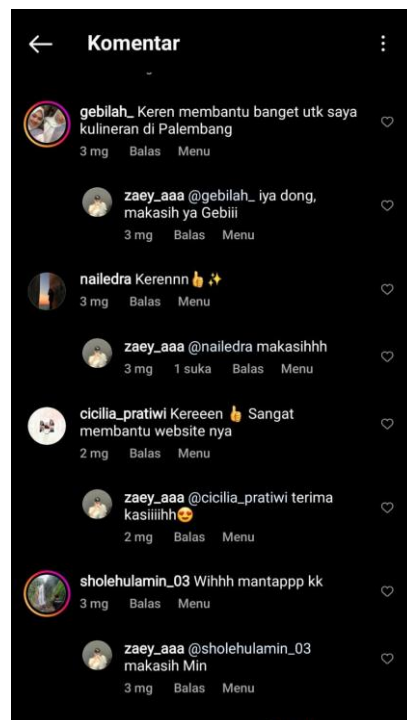 Komentar
gebilah_ Keren membantu banget utk saya
kulineran di Palembang
3 mg Balas Menu
zaey_aaa @gebilah_ iya dong,
makasih ya Gebiii
3 mg Balas Menu
nailedra Kerennn👍✨
3 mg Balas Menu
zaey_aaa @nailedra makasihhh
3 mg 1 suka Balas Menu
cicilia_pratiwi Kereeen 👍 Sangat
membantu website nya
2 mg Balas Menu
zaey_aaa @cicilia_pratiwi terima
kasiiiihh😍
2 mg Balas Menu
sholehulamin_03 Wihhh mantappp kk
3 mg Balas Menu
zaey_aaa @sholehulamin_03
makasih Min
3 mg Balas Menu